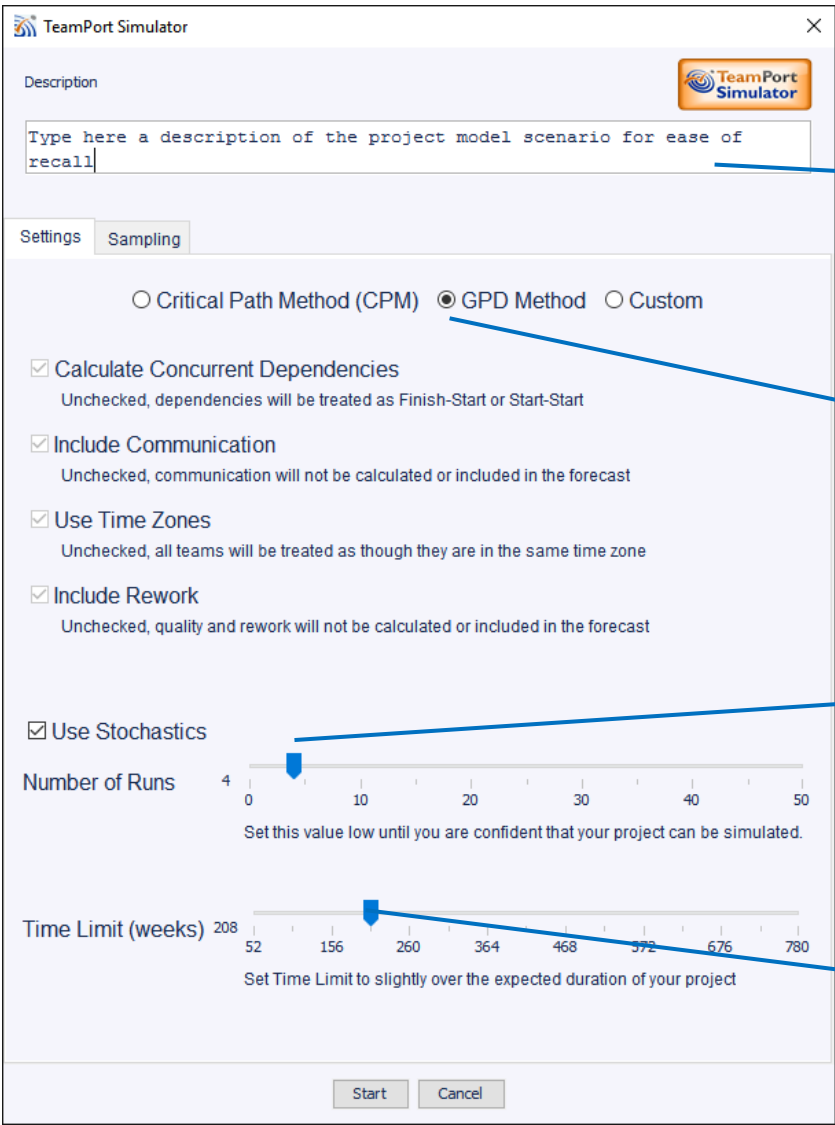 TeamPort Simulator
Description
TeamPort
Simulator
Type here a description of the project model scenario for ease of
recall
Settings
Sampling
Critical Path Method (CPM)
GPD Method
Custom
Calculate Concurrent Dependencies
Unchecked, dependencies will be treated as Finish-Start or Start-Start
Include Communication
Unchecked, communication will not be calculated or included in the forecast
Use Time Zones
Unchecked, all teams will be treated as though they are in the same time zone
Include Rework
Unchecked, quality and rework will not be calculated or included in the forecast
Use Stochastics
Number of Runs
4
0 10 20 30 40 50
Set this value low until you are confident that your project can be simulated.
Time Limit (weeks)
208
52 156 260 364 468 572 676 780
Set Time Limit to slightly over the expected duration of your project
Start
Cancel